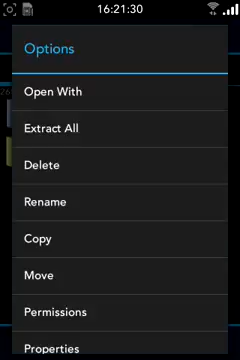 16:21:30
Options
Open With
Extract All
Delete
Rename
Copy
Move
Permissions
Properties